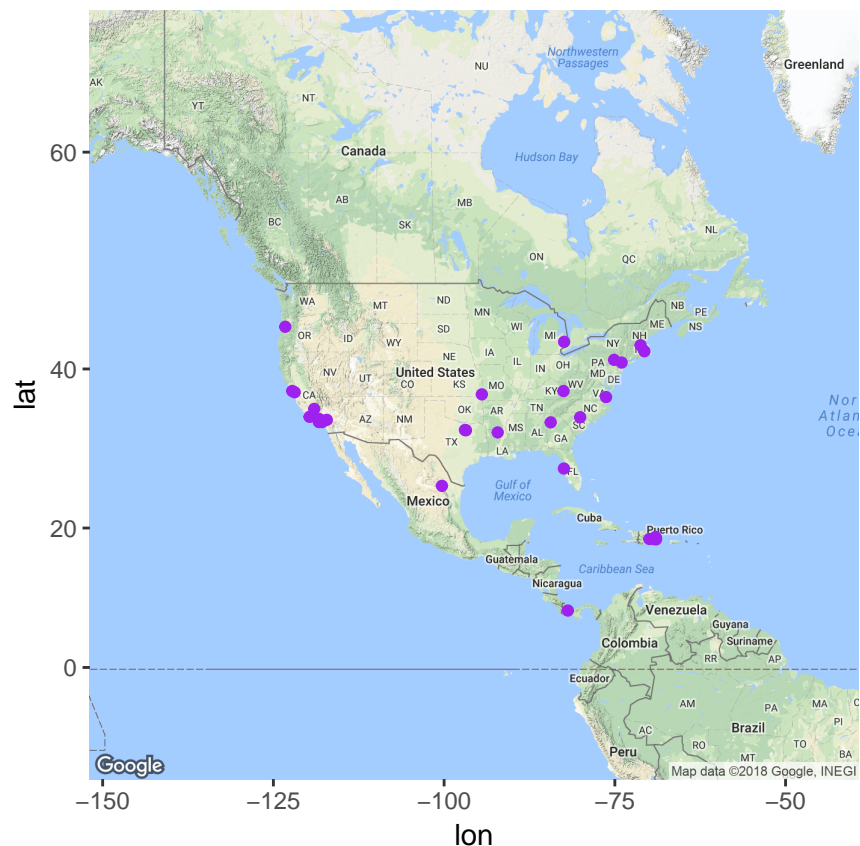 Northwestern
Passages
Greenland
NU
AK
YT
NT
60
Canada
Hudson Bay
AB
MB
BC
SK
NL
ON
QC
NB
PE
WA
MT
ND
MN
ME
NS
OR
ID
SD
WI
MI
NH
NY
WY
40
NE
IA
IL
IN
OH
PA
MD
DE
NV
UT
CO
United States
KS
MO
KY
WV
VA
CA
AZ
NM
OK
AR
TN
NC
SC
TX
MS
AL
GA
LA
FL
Nor
Atlan
Ocea
lat
Gulf of
Mexico
Mexico
20
Cuba
Puerto Rico
Guatemala
Caribbean Sea
Nicaragua
Venezuela
Guyana
Suriname
Colombia
0
RR
AP
Ecuador
AM
PA
MA
PI
AC
Brazil
RO
TO
Peru
MT
BA
Google
Map data ©2018 Google, INEGI
−150
−125
−100
−75
−50
lon